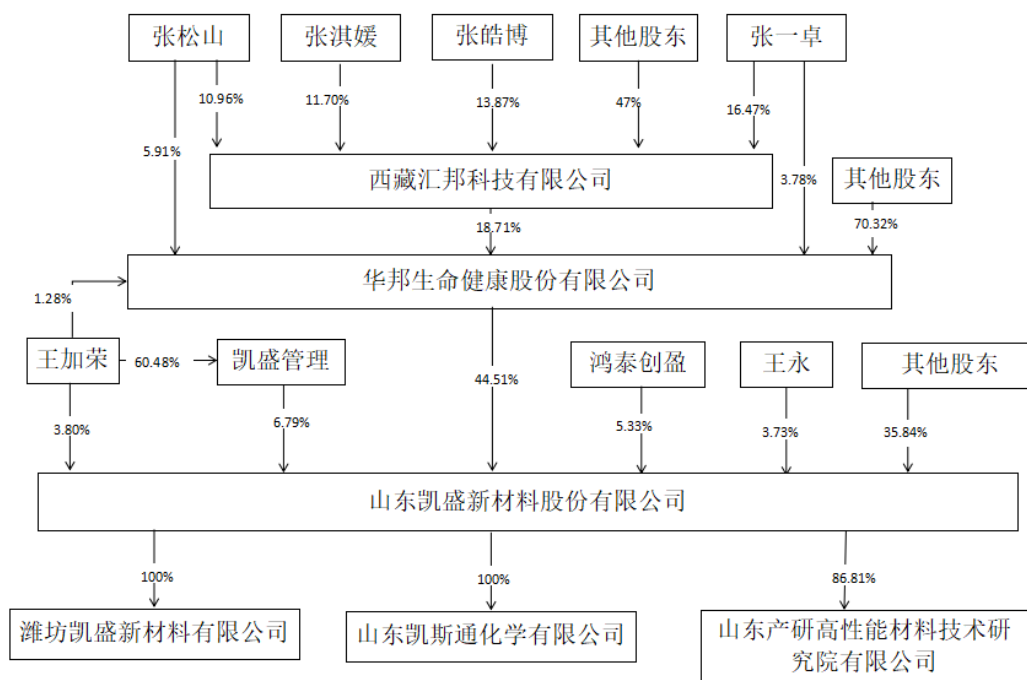 张松山
张淇媛
张皓博
其他股东
张一卓
10.96%
11.70%
13.87%
47%
16.47%
5.91%
西藏汇邦科技有限公司
3.78%
其他股东
18.71%
70.32%
华邦生命健康股份有限公司
1.28%
王加荣
60.48%
凯盛管理
44.51%
鸿泰创盈
王永
其他股东
3.80%
6.79%
5.33%
3.73%
35.84%
山东凯盛新材料股份有限公司
100%
100%
86.81%
潍坊凯盛新材料有限公司
山东凯斯通化学有限公司
山东产研高性能材料技术研
究院有限公司